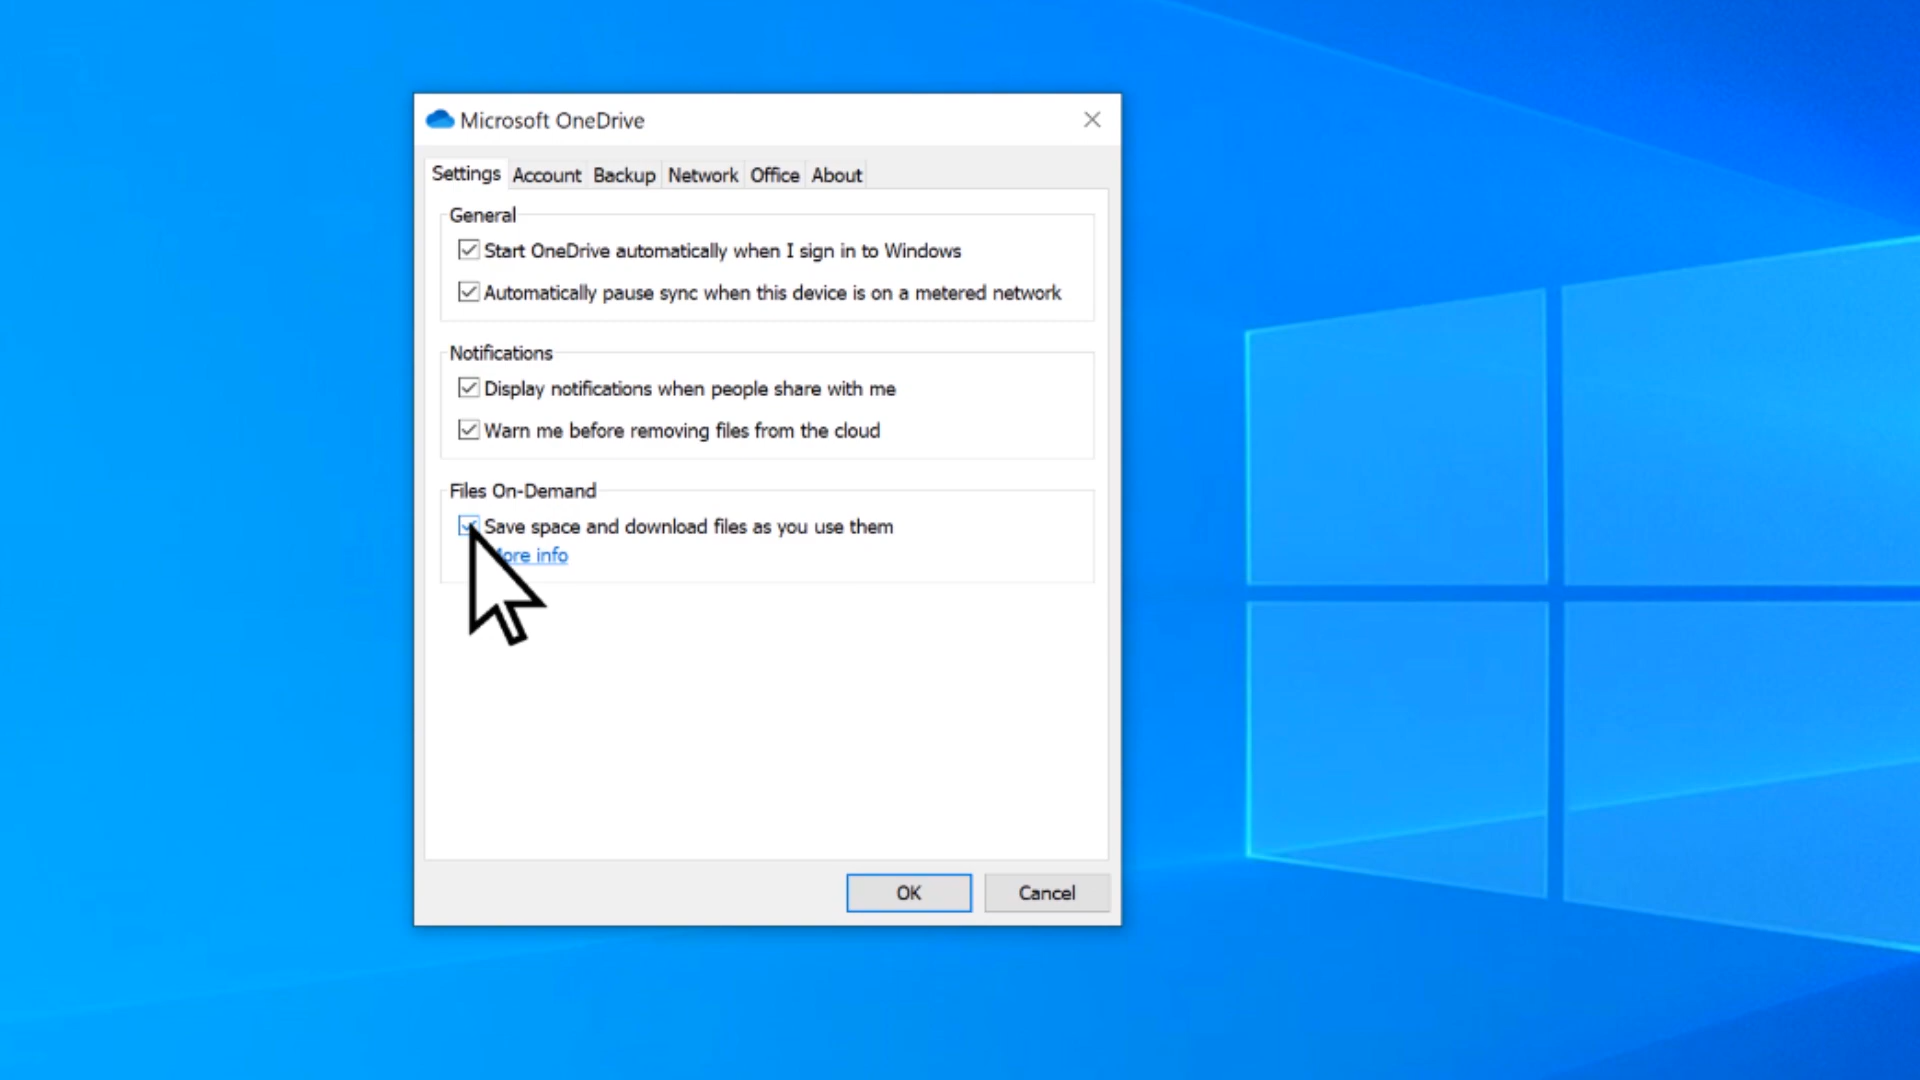 Microsoft OneDrive
Settings Account Backup Network Office About
General
Start OneDrive automatically when I sign in to Windows
Automatically pause sync when this device is on a metered network
Notifications
Display notifications when people share with me
Warn me before removing files from the cloud
Files On-Demand
Save space and download files as you use them
More info
OK Cancel